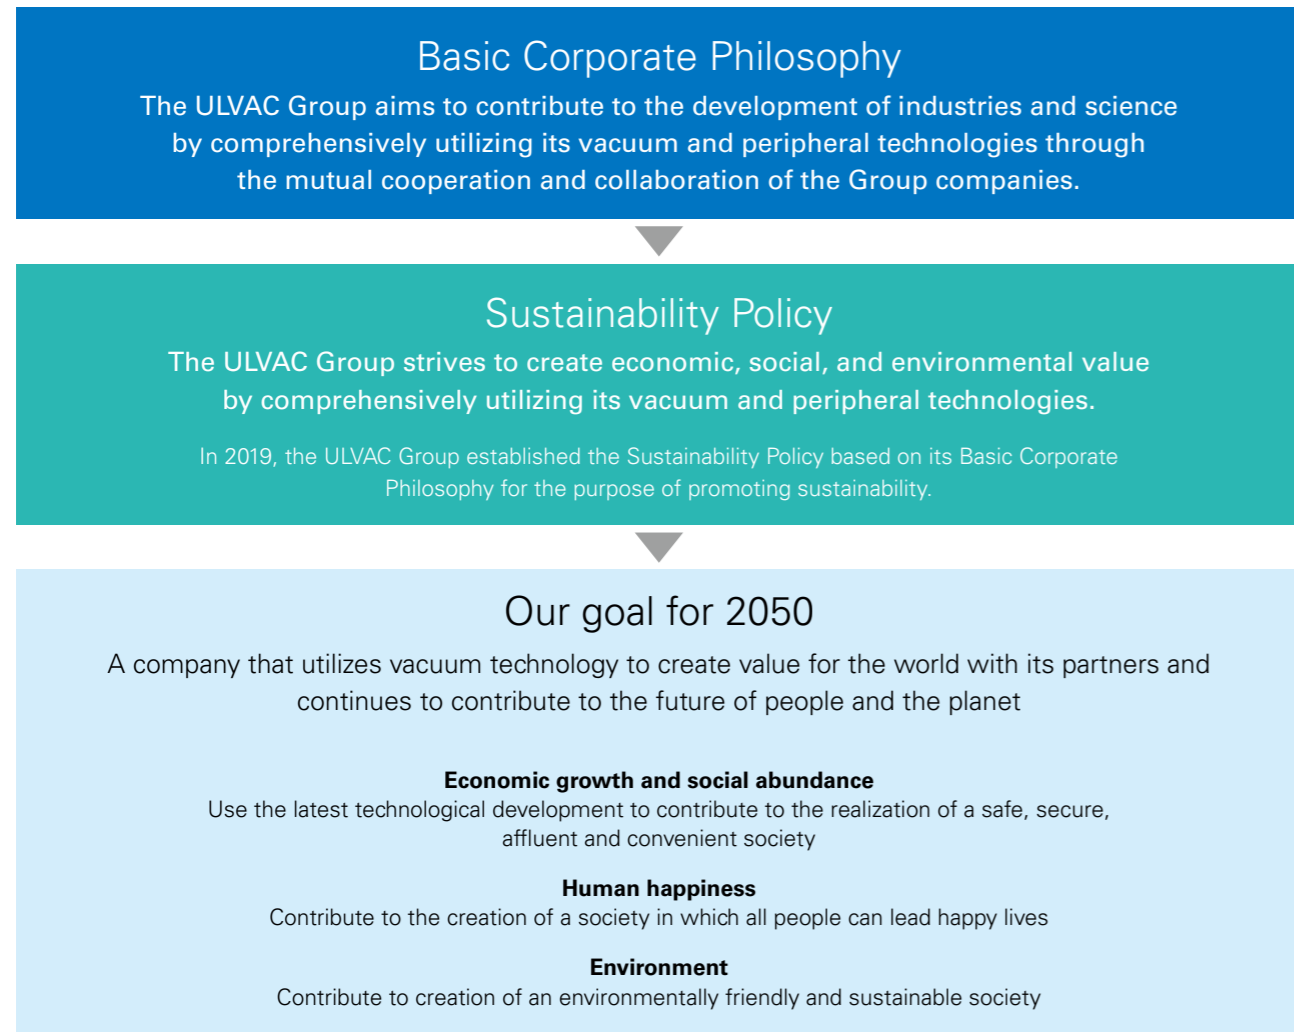 Basic Corporate Philosophy
The ULVAC Group aims to contribute to the development of industries and science
by comprehensively utilizing its vacuum and peripheral technologies through
the mutual cooperation and collaboration of the Group companies.
Sustainability Policy
The ULVAC Group strives to create economic, social, and environmental value
by comprehensively utilizing its vacuum and peripheral technologies.
In 2019, the ULVAC Group established the Sustainability Policy based on its Basic Corporate
Philosophy for the purpose of promoting sustainability.
Our goal for 2050
A company that utilizes vacuum technology to create value for the world with its partners and
continues to contribute to the future of people and the planet
Economic growth and social abundance
Use the latest technological development to contribute to the realization of a safe, secure,
affluent and convenient society
Human happiness
Contribute to the creation of a society in which all people can lead happy lives
Environment
Contribute to creation of an environmentally friendly and sustainable society